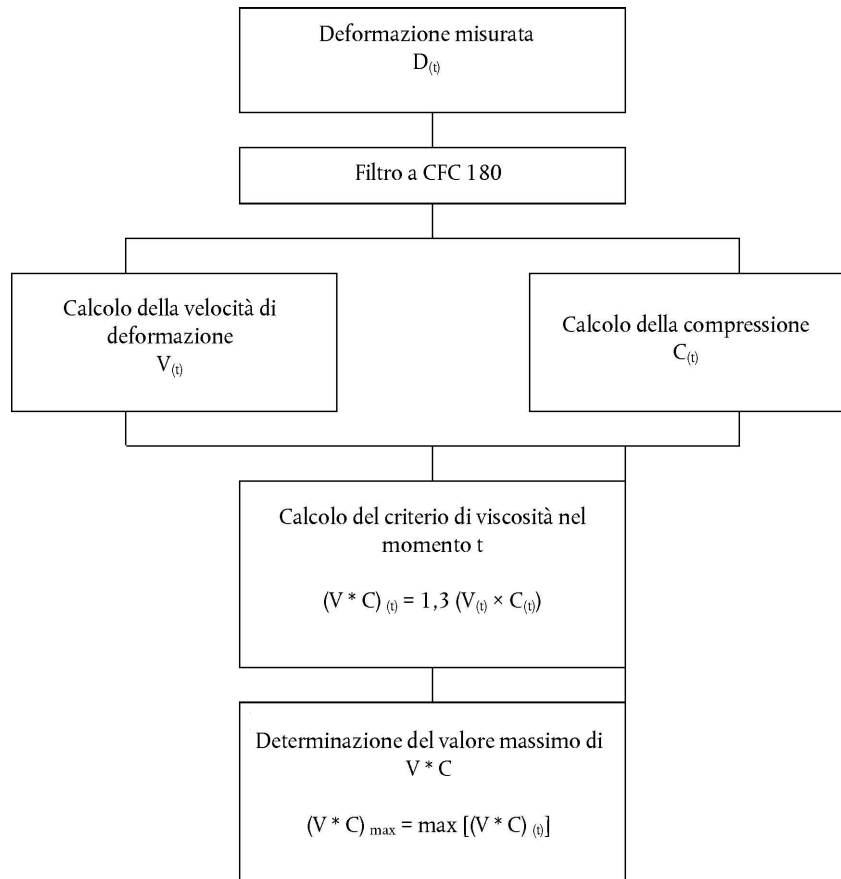 Deformazione misurata
D(t)
Filtro a CFC 180
Calcolo della velocità di
deformazione
V(t)
Calcolo della compressione
C(t)
Calcolo del criterio di viscosità nel
momento t
(V * C) (t) = 1,3 (V(t) × C(t))
Determinazione del valore massimo di
V * C
(V * C) max = max [(V * C) (t)]